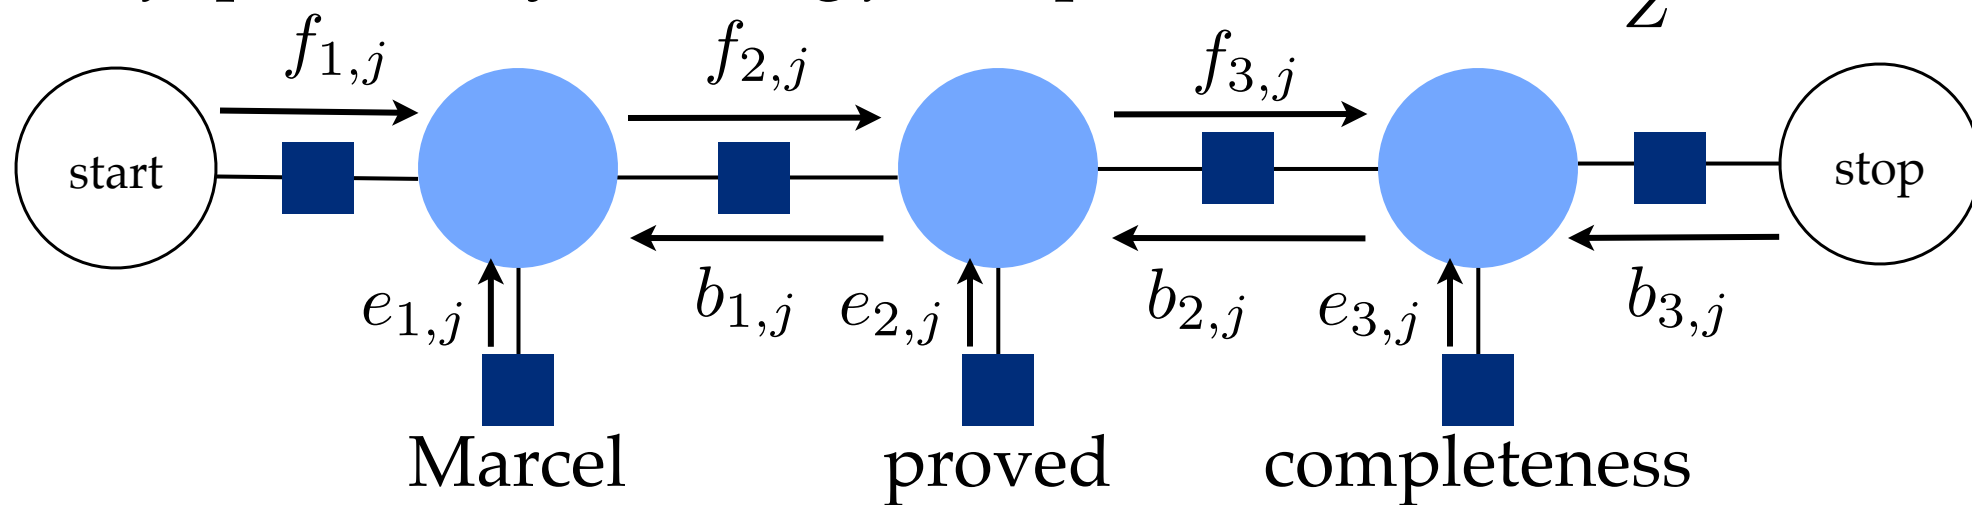 Z
f1,j f2,j f3,j
start stop
e1,j b1,j e2,j b2,j e3,j b3,j
Marcel proved completeness